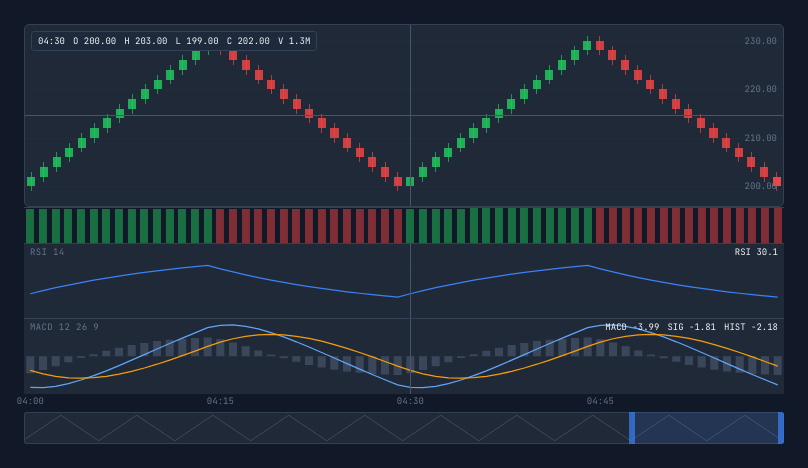 04:30 O 200.00 H 203.00 L 199.00 C 202.00 V 1.3M
230.00
220.00
210.00
200.00
RSI 14 RSI 30.1
MACD 12 26 9 MACD -3.99 SIG -1.81 HIST -2.18
04:00 04:15 04:30 04:45